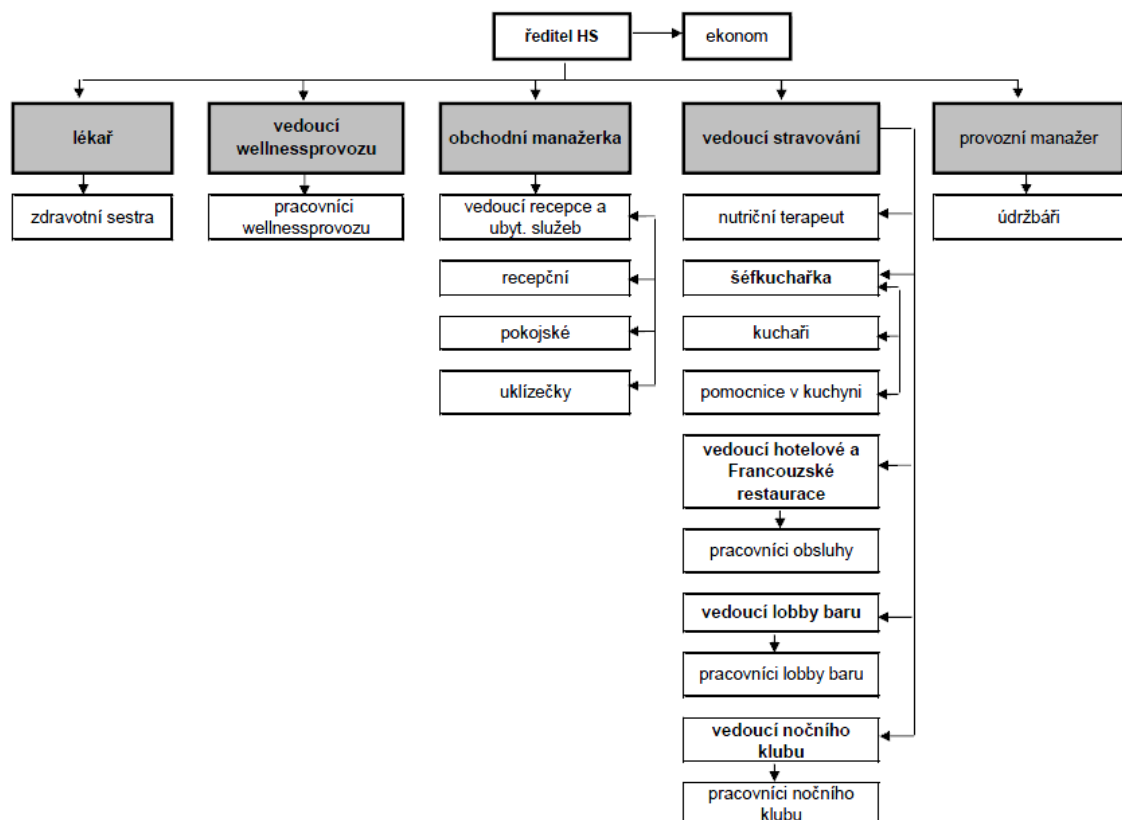 ředitel HS
ekonom
lékař
vedoucí
wellnessprovozu
obchodní manažerka
vedoucí stravování
provozní manažer
zdravotní sestra
pracovníci
wellnessprovozu
vedoucí recepce a
ubyt. služeb
nutriční terapeut
údržbáři
recepční
šéfkuchařka
pokojské
kuchaři
uklízečky
pomocnice v kuchyni
vedoucí hotelové a
Francouzské
restaurace
pracovníci obsluhy
vedoucí lobby baru
pracovníci lobby baru
vedoucí nočního
klubu
pracovníci nočního
klubu